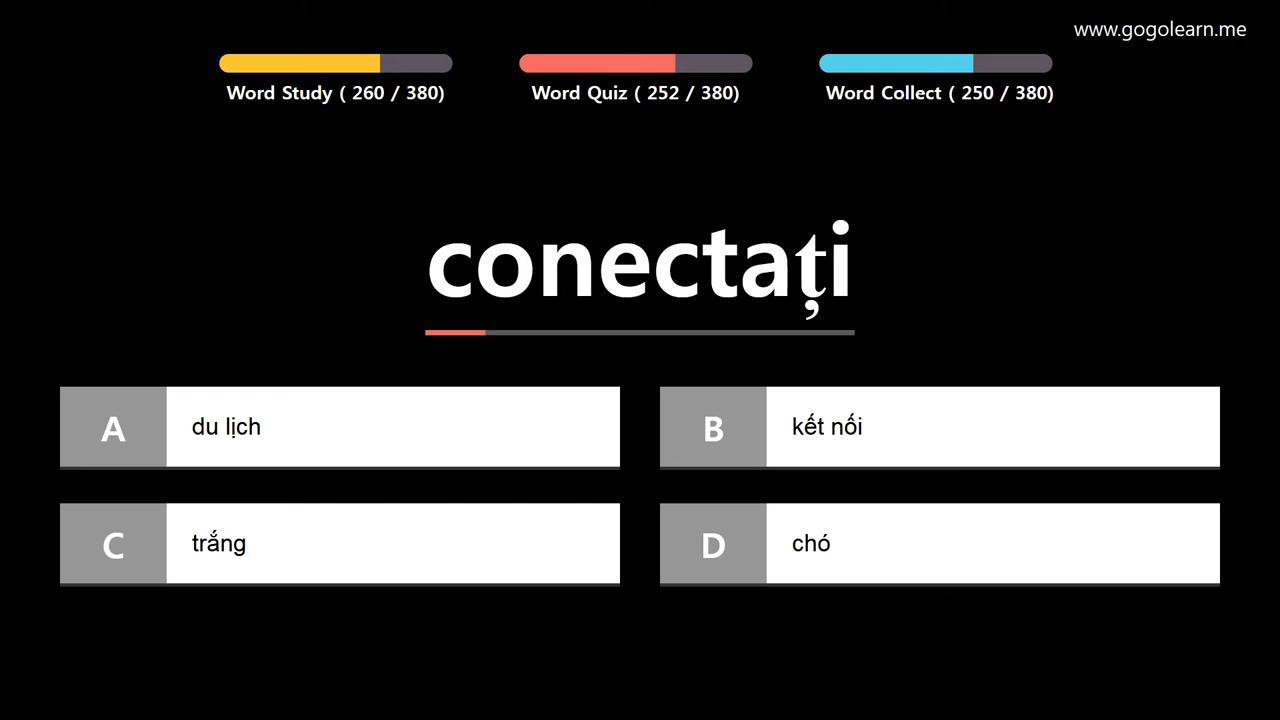 www.gogolearn.me
Word Study ( 260 / 380)
Word Quiz ( 252 / 380)
Word Collect ( 250 / 380)
conectați
A du lịch
B kết nối
C trắng
D chó